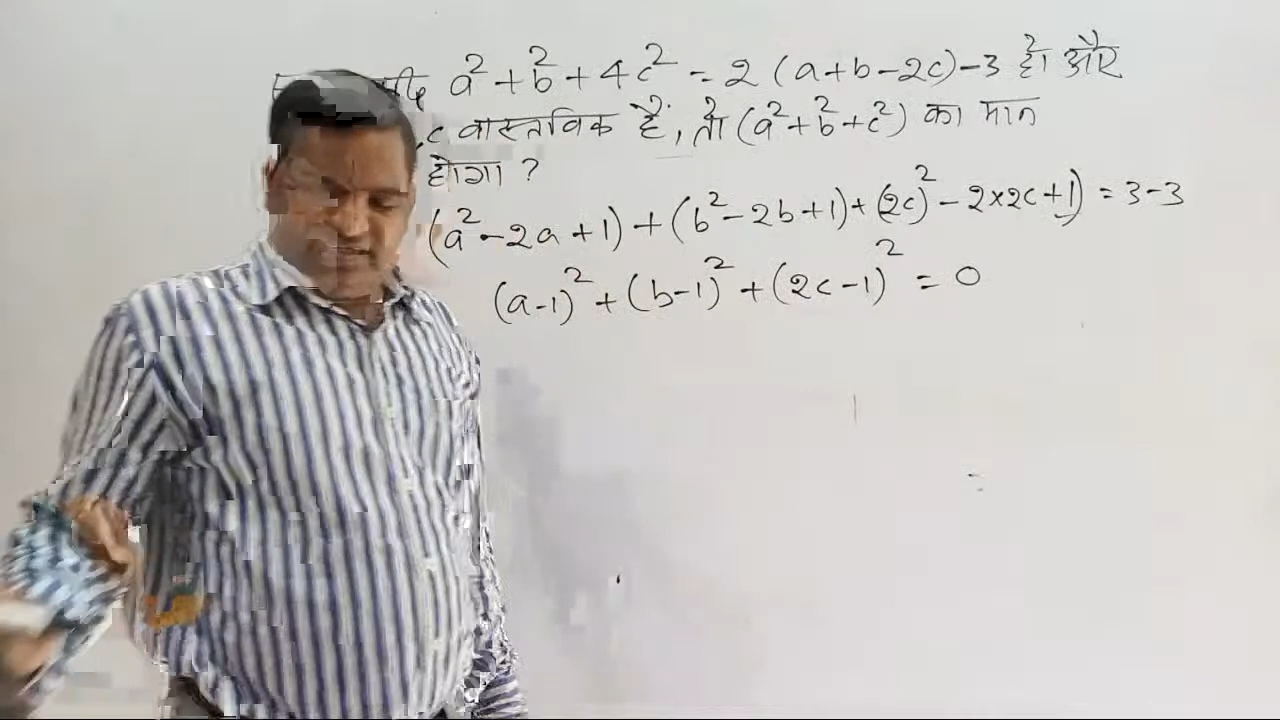 a² + b² + 4c² = 2 (a+b-2c)-3 हो और
,c वास्तविक हैं, तो (a²+b²+c²) का मान
होगा ?
(a²-2a+1)+(b²-2b+1)+(2c)²-2×2c+1) = 3-3
(a-1)²+(b-1)²+(2c-1)² = 0